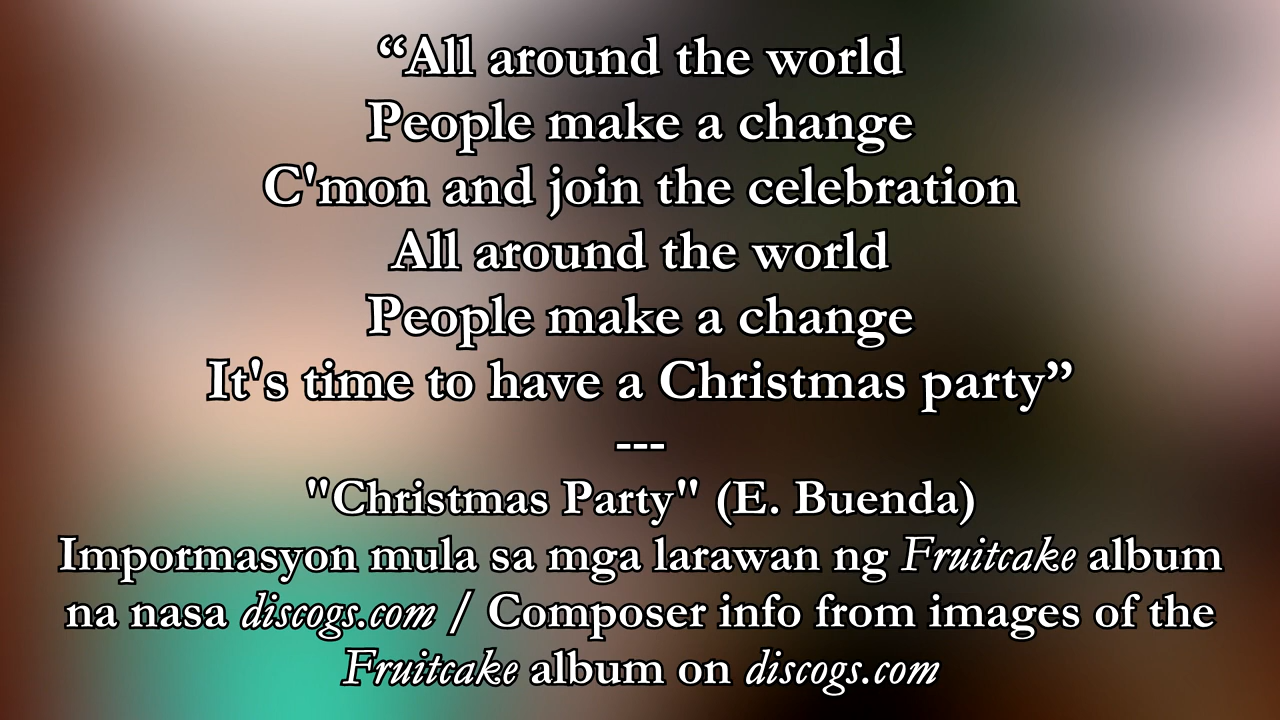 “All around the world
People make a change
C'mon and join the celebration
All around the world
People make a change
It's time to have a Christmas party”
---
"Christmas Party" (E. Buenda)
Impormasyon mula sa mga larawan ng Fruitcake album
na nasa discogs.com / Composer info from images of the
Fruitcake album on discogs.com